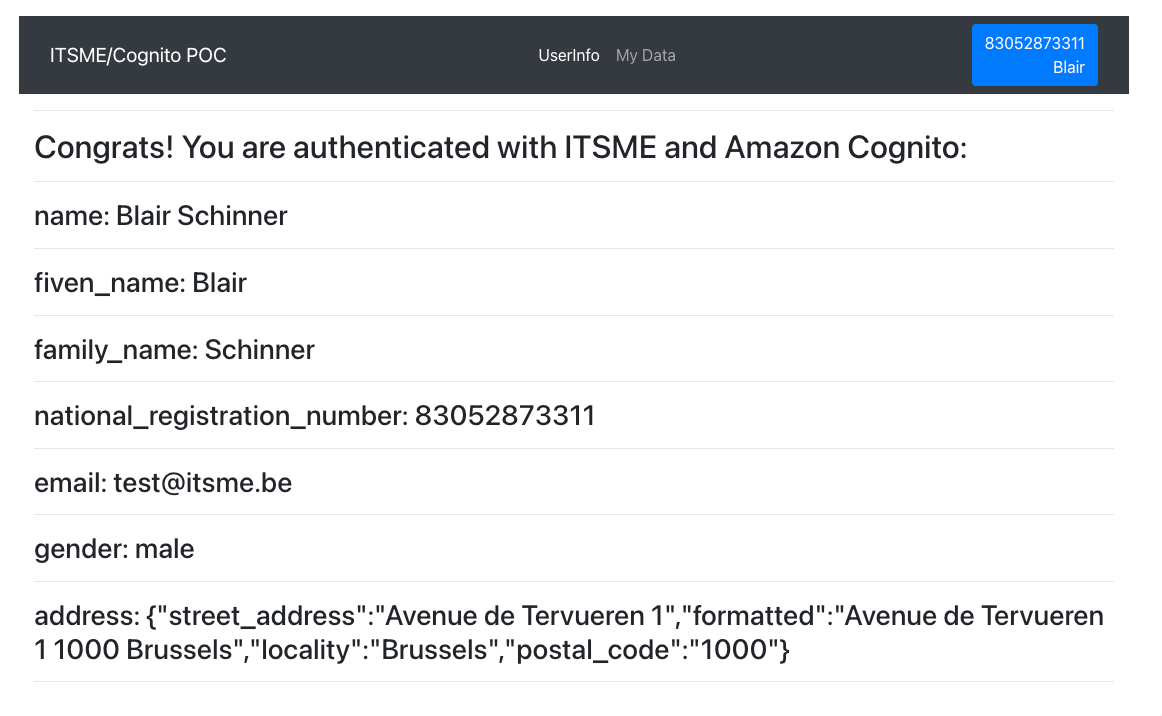 ITSME/Cognito POC
UserInfo
My Data
83052873311
Blair
Congrats! You are authenticated with ITSME and Amazon Cognito:
name: Blair Schinner
fiven_name: Blair
family_name: Schinner
national_registration_number: 83052873311
email: test@itsme.be
gender: male
address: {"street_address":"Avenue de Tervueren 1","formatted":"Avenue de Tervueren
1 1000 Brussels","locality":"Brussels","postal_code":"1000"}